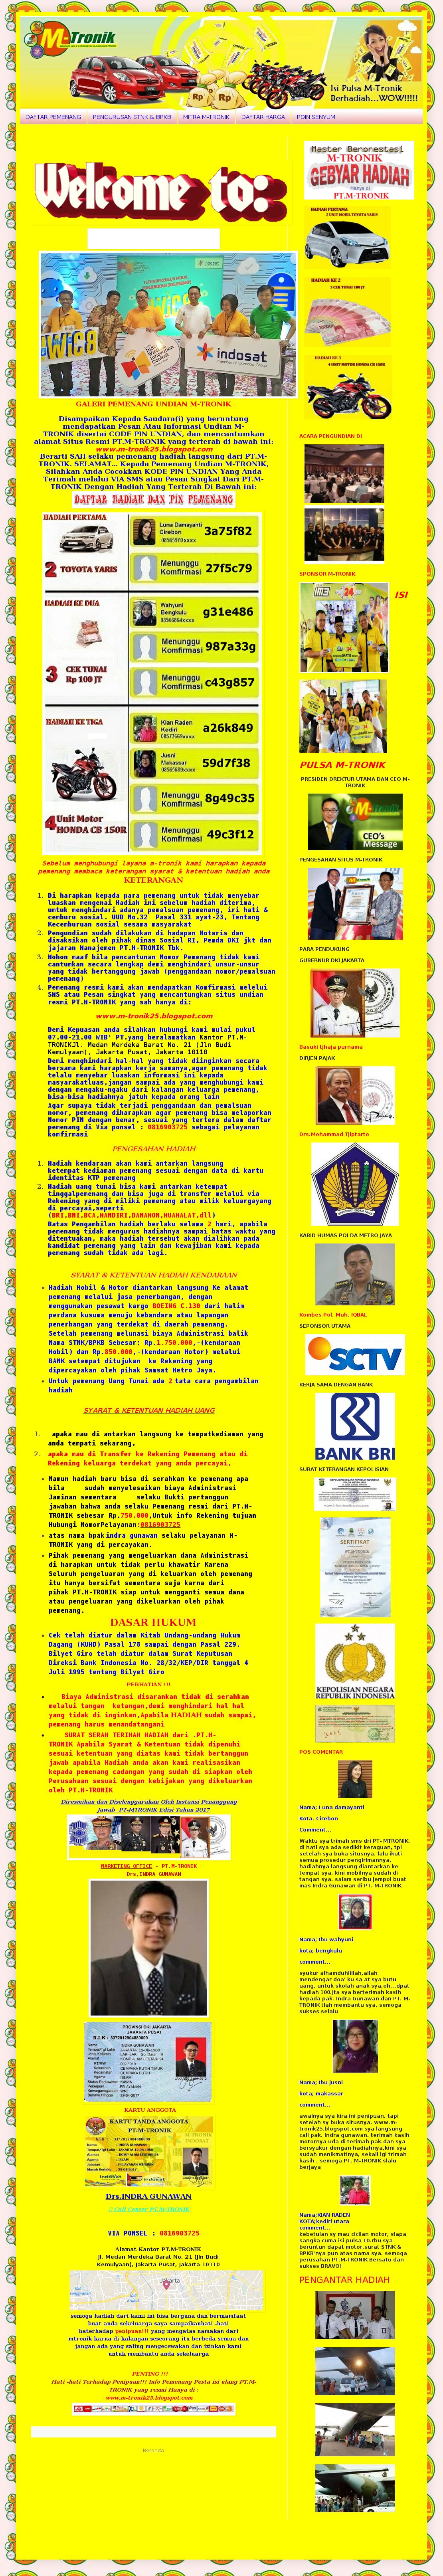 M-Tronik
Isi Pulsa M-Tronik
Berhadiah...WOW!!!!!
DAFTAR PEMENANG
PENGURUSAN STNK & BPKB
MITRA M-TRONIK
DAFTAR HARGA
POIN SENYUM
Welcome to:
indosat
GALERI PEMENANG UNDIAN M-TRONIK
Disampaikan Kepada Saudara(i) yang beruntung
mendapatkan Pesan Atau Informasi Undian M-
TRONIK disertai CODE PIN UNDIAN, dan mencantumkan
alamat Situs Resmi PT.M-TRONIK yang terterah di bawah ini:
www.m-tronik25.blogspot.com
Berarti SAH selaku pemenang hadiah langsung dari PT.M-
TRONIK. SELAMAT... Kepada Pemenang Undian M-TRONIK,
Silahkan Anda Cocokkan KODE PIN UNDIAN Yang Anda
Terimah melalui VIA SMS atau Pesan Singkat Dari PT.M-
TRONIK Dengan Hadiah Yang Terterah Di Bawah ini:
DAFTAR HADIAH DAN PIN PEMENANG
HADIAH PERTAMA
2 TOYOTA YARIS
Luna Damayanti
Cirebon
08565978xxxx
3a75f82
Menunggu
Komfirmasi
27f5c79
HADIAH KE DUA
3 CEK TUNAI
Rp 100 JT
Wahyuni
Bengkulu
08566864xxxx
g31e486
Menunggu
Komfirmasi
987a33g
Menunggu
Komfirmasi
c43g857
HADIAH KE TIGA
4 Unit Motor
HONDA CB 150R
Kian Raden
Kediri
08573569xxxx
a26k849
Jusni
Makassar
08565689xxxx
59d7f38
Menunggu
Komfirmasi
8g49c35
Menunggu
Komfirmasi
49c3f12
Sebelum menghubungi layana m-tronik kami harapkan kepada
pemenang membaca keterangan syarat & ketentuan hadiah anda
KETERANGAN
1. Di harapkan kepada para pemenang untuk tidak menyebar
luaskan mengenai Hadiah ini sebelum hadiah diterima,
untuk menghindari adanya penalsuan pemenang, iri hati &
cemburu sosial. UUD No.32  Pasal 331 ayat-23, Tentang
Kecemburuan sosial sesama masyarakat
2. Pengundian sudah dilakukan di hadapan Notaris dan
disaksikan oleh pihak dinas Sosial RI, Pemda DKI jkt dan
jajaran Manajemen PT.M-TRONIK Tbk.
3. Mohon maaf bila pencantunan Nomor Pemenang tidak kami
cantumkan secara lengkap demi menghindari unsur-unsur
yang tidak bertanggung jawab (penggandaan nomor/penalsuan
pemenang)
4. Pemenang resmi kami akan mendapatkan Komfirmasi melelui
SMS atau Pesan singkat yang mencantungkan situs undian
resmi PT.M-TRONIK yang sah hanya di:
www.m-tronik25.blogspot.com
Demi Kepuasan anda silahkan hubungi kami mulai pukul
07.00-21.00 WIB' PT.yang beralamatkan Kantor PT.M-
TRONIKJl. Medan Merdeka Barat No. 21 (Jln Budi
Kemulyaan), Jakarta Pusat, Jakarta 10110
Demi menghindari hal-hal yang tidak diinginkan secara
bersama kami harapkan kerja samanya,agar pemenang tidak
telalu menyebar luaskan informasi ini kepada
masyarakatluas,jangan sampai ada yang menghubungi kami
dengan mengaku-ngaku dari kalangan keluarga pemenang,
bisa-bisa hadiahnya jatuh kepada orang lain
Agar supaya tidak terjadi penggandaan dan penalsuan
nonor, pemenang diharapkan agar pemenang bisa melaporkan
Nomor PIN dengan benar, sesuai yang tertera dalam daftar
pemenang di Via ponsel : 0816903725 sebagai pelayanan
komfirmasi
PENGESAHAN HADIAH
1. Hadiah kendaraan akan kami antarkan langsung
ketempat kediaman pemenang sesuai dengan data di kartu
identitas KTP pemenang
2. Hadiah uang tunai bisa kami antarkan ketempat
tinggalpemenang dan bisa juga di transfer melalui via
Rekening yang di miliki pemenang atau milik keluargayang
di percayai,seperti
(BRI,BNI,BCA,MANDIRI,DANAMON,MUAMALAT,dll)
Batas Pengambilan hadiah berlaku selama 2 hari, apabila
pemenang tidak mengurus hadiahnya sampai batas waktu yang
ditentukan, maka hadiah tersebut akan dialihkan pada
kandidat pemenang yang lain dan kewajiban kami kepada
pemenang sudah tidak ada lagi.
SYARAT & KETENTUAN HADIAH KENDARAAN
Hadiah Mobil & Motor diantarkan langsung Ke alamat
pemenang melalui jasa penerbangan, dengan
menggunakan pesawat kargo BOEING C.130 dari halim
perdana kusuma menuju kebandara atau lapangan
penerbangan yang terdekat di daerah pemenang.
Setelah pemenang melunasi biaya Administrasi balik
Nama STNK/BPKB Sebesar: Rp.1.750.000,-(kendaraan
Mobil) dan Rp.850.000,-(kendaraan Motor) melalui
BANK setempat ditujukan  ke Rekening yang
dipercayakan oleh pihak Samsat Metro Jaya.
Untuk penenang Uang Tunai ada 2 tata cara pengambilan
hadiah
SYARAT & KETENTUAN HADIAH UANG
1. apaka mau di antarkan langsung ke tempatkediaman yang
anda tempati sekarang,
2. apaka mau di Transfer ke Rekening Pemenang atau di
Rekening keluarga terdekat yang anda percayai,
Namun hadiah baru bisa di serahkan ke pemenang apa
bila  sudah menyelesaikan biaya Administrasi
Jaminan sementara  selaku Bukti pertanggun
jawaban bahwa anda selaku Pemenang resmi dari PT.M-
TRONIK sebesar Rp.750.000,Untuk info Rekening tujuan
Hubungi NomorPelayanan:0816903725
atas nama bpak indra gunawan selaku pelayanan M-
TRONIK yang di percayakan.
Pihak pemenang yang mengeluarkan dana Administrasi
di harapkan untuk tidak perlu khawatir Karena
Seluruh pengeluaran yang di keluarkan oleh pemenang
itu hanya bersifat sementara saja karna dari
pihak PT.M-TRONIK siap untuk mengganti semua dana
atau pengeluaran yang dikeluarkan oleh pihak
pemenang.
DASAR HUKUM
Cek telah diatur dalan Kitab Undang-undang Hukum
Dagang (KUHD) Pasal 178 sampai dengan Pasal 229.
Bilyet Giro telah diatur dalam Surat Keputusan
Direksi Bank Indonesia No. 28/32/KEP/DIR tanggal 4
Juli 1995 tentang Bilyet Giro
PERHATIAN !!!
Biaya Administrasi disarankan tidak di serahkan
melalui tangan  ketangan,demi menghindari hal hal
yang tidak di inginkan,Apabila HADIAH sudah sampai,
pemenang harus menandatangani
SURAT SERAH TERIMAH HADIAH dari .PT.M-
TRONIK Apabila Syarat & Ketentuan tidak dipenuhi
sesuai ketentuan yang diatas kami tidak bertanggun
jawab apabila Hadiah anda akan kami realisasikan
kepada pemenang cadangan yang sudah di siapkan oleh
Perusahaan sesuai dengan kebijakan yang dikeluarkan
oleh PT.M-TRONIK
Diresmikan dan Diselenggarakan Oleh Instansi Penanggung
Jawab  PT-MTRONIK Edisi Tahun 2017
MARKETING OFFICE – PT.M-TRONIK
Drs,INDRA GUNAWAN
PROVINSI DKI JAKARTA
JAKARTA PUSAT
KARTU ANGGOTA
KARTU TANDA ANGGOTA
PT.M-TRONIK
Drs,INDRA GUNAWAN
Call Center PT.M-TRONIK
VIA PONSEL : 0816903725
Alamat Kantor PT.M-TRONIK
Jl. Medan Merdeka Barat No. 21 (Jln Budi
Kemulyaan), Jakarta Pusat, Jakarta 10110
Jakarta
semoga hadiah dari kami ini bisa berguna dan bermamfaat
buat anda sekeluarga saya sampaikanhati -hati
haterhadap penipuan!!! yang mengatas namakan dari
mtronik karna di kalangan seseorang itu berbeda semua dan
jangan ada yang saling mengecewakan dan izinkan kami
untuk membantu anda sekeluarga
PENTING !!!
Hati -hati Terhadap Penipuan!!! info Pemenang Pesta isi ulang PT.M-
TRONIK yang resmi Hanya di :
www.m-tronik25.blogspot.com
Beranda
Master Berprestasi
M-TRONIK
GEBYAR HADIAH
Hanya di
PT.M-TRONIK
HADIAH PERTAMA
2 UNIT MOBIL TOYOTA YARIS
HADIAH KE 2
3 CEK TUNAI 100 JT
HADIAH KE 3
4 UNIT MOTOR HONDA CB 150R
ACARA PENGUNDIAN DI
SPONSOR M-TRONIK
ISI
PULSA M-TRONIK
PRESIDEN DREKTUR UTAMA DAN CEO M-
TRONIK
CEO's
Message
PENGESAHAN SITUS M-TRONIK
PARA PENDUKUNG
GUBERNUR DKI JAKARTA
Basuki tjhaja purnama
DIRJEN PAJAK
Drs.Mohammad Tjiptarto
KABID HUMAS POLDA METRO JAYA
Kombes Pol. Muh. IQBAL
SEPONSOR UTAMA
SCTV
KERJA SAMA DENGAN BANK
BANK BRI
SURAT KETERANGAN KEPOLISIAN
SERTIFIKAT
KEPOLISIAN NEGARA
REPUBLIK INDONESIA
POS COMENTAR
Nama; Luna damayanti
Kota. Cirebon
Comment...
Waktu sya trimah sms dri PT- MTRONIK.
di hati sya ada sedikit keraguan, tpi
setelah sya buka situsnya. lalu ikuti
semua prosedur pengirimannya.
hadiahnya langsung diantarkan ke
tempat sya. kini mobilnya sudah di
tangan sya. salam seribu jempol buat
mas Indra Gunawan di PT. M-TRONIK
Nama; Ibu wahyuni
kota; bengkulu
comment...
syukur alhamduhllllah,allah
mendengar doa' ku sa'at sya butu
uang. untuk skolah anak sya,eh...dpat
hadiah 100.jta sya berterimah kasih
kepada pak. Indra Gunawan dan PT. M-
TRONIK tlah membantu sya. semoga
sukses selalu
Nama; Ibu jusni
kota; makassar
comment...
awalnya sya kira ini penipuan. tapi
setelah sy buka situsnya. www.m-
tronik25.blogspot.com sya langsung
call pak. indra gunawan. terimah kasih
motornya uda di terimah pak.dan sya
bersyukur dengan hadiahnya,kini sya
sudah menikmatinya, sekali lgi trimah
kasih . semoga PT. M-TRONIK slalu
berjaya
Nama;KIAN RADEN
KOTA;kediri utara
comment...
kebetulan sy mau cicilan motor, siapa
sangka cuma isi pulsa 10.rbu sya
beruntun dapat motor.surat STNK &
BPKB'nya pun atas nama sya. semoga
perusahan PT.M-TRONIK Bersatu dan
sukses BRAVO!
PENGANTAR HADIAH